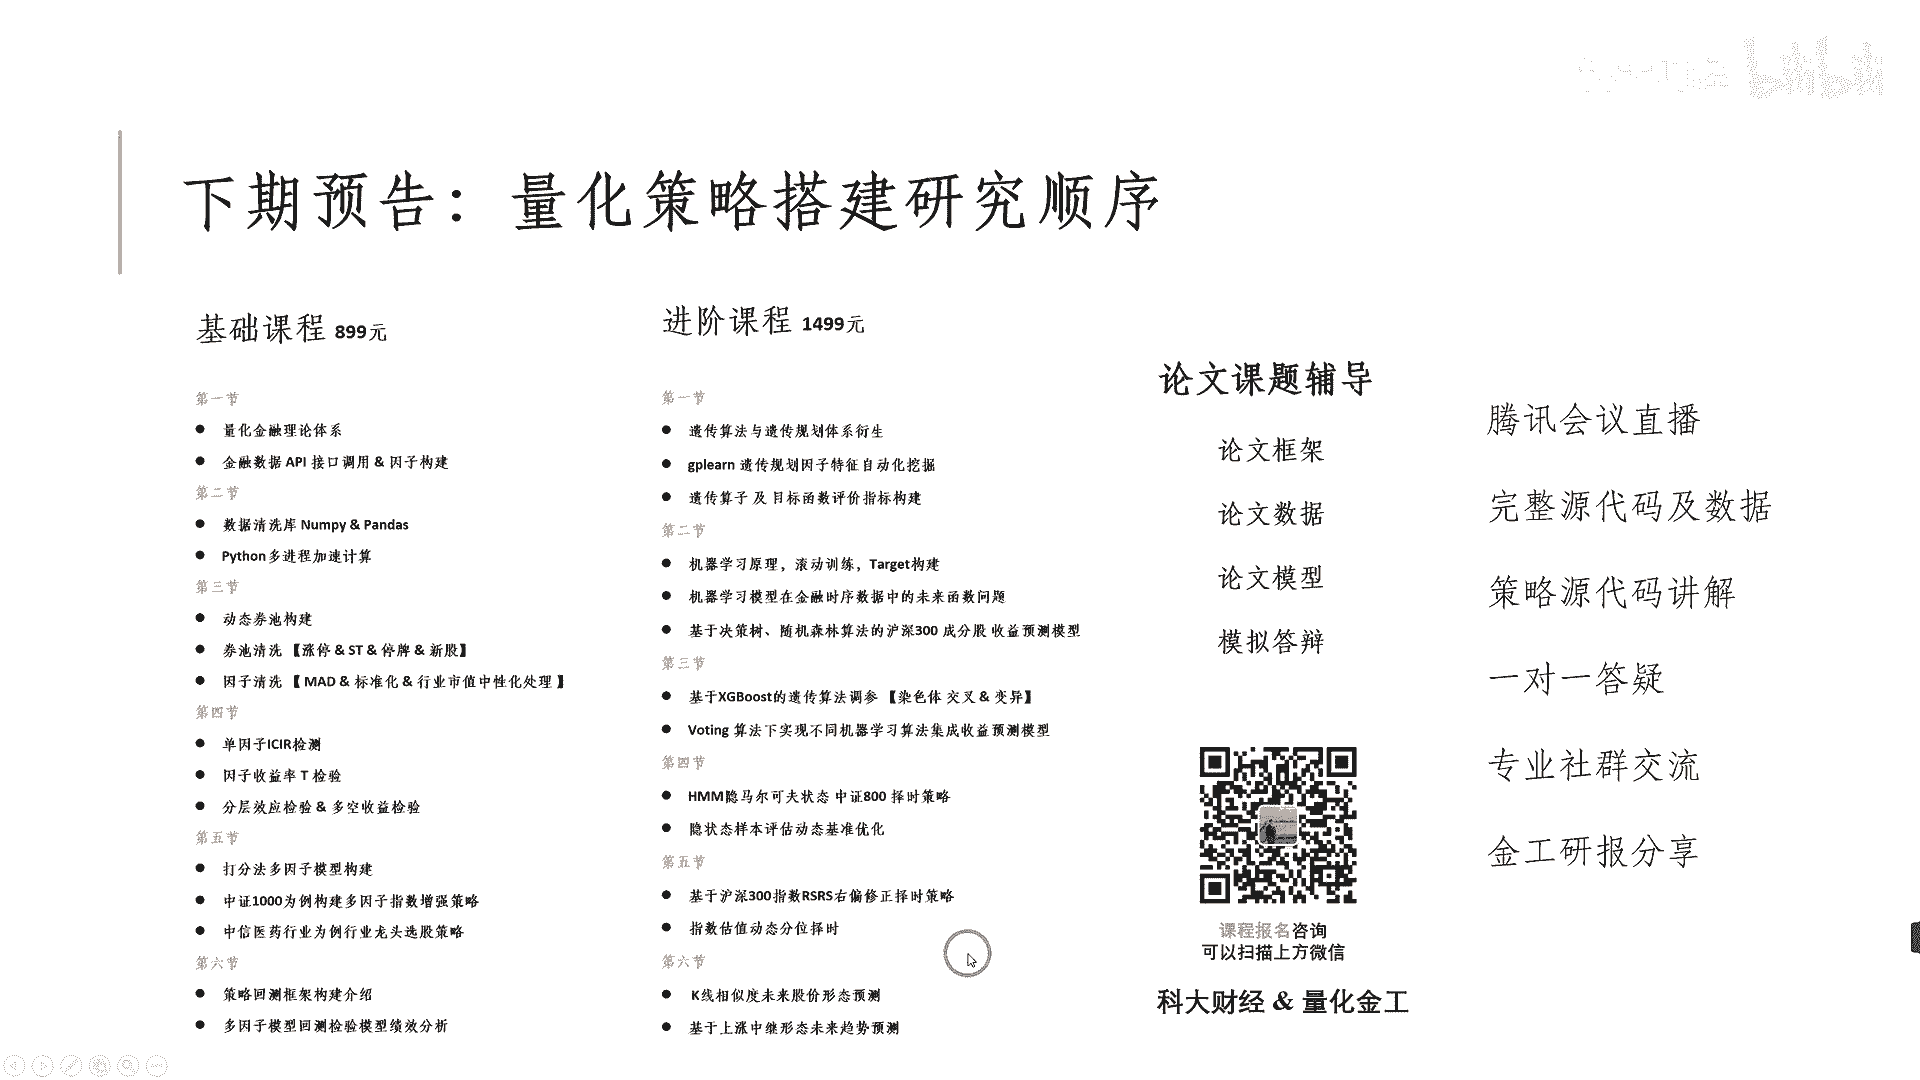 下期预告：量化策略搭建研究顺序
基础课程 899元
第一节
量化金融理论体系
金融数据 API 接口调用 & 因子构建
第二节
数据清洗库 Numpy & Pandas
Python多进程加速计算
第三节
动态券池构建
券池清洗 【涨停 & ST & 停牌 & 新股】
因子清洗 【 MAD & 标准化 & 行业市值中性化处理 】
第四节
单因子ICIR检测
因子收益率 T 检验
分层效应检验 & 多空收益检验
第五节
打分法多因子模型构建
中证1000为例构建多因子指数增强策略
中信医药行业为例行业龙头选股策略
第六节
策略回测框架构建介绍
多因子模型回测检验模型绩效分析
进阶课程 1499元
第一节
遗传算法与遗传规划体系衍生
gplearn 遗传规划因子特征自动化挖掘
遗传算子 及 目标函数评价指标构建
第二节
机器学习原理，滚动训练，Target构建
机器学习模型在金融时序数据中的未来函数问题
基于决策树、随机森林算法的沪深300 成分股 收益预测模型
第三节
基于XGBoost的遗传算法调参 【染色体 交叉 & 变异】
Voting 算法下实现不同机器学习算法集成收益预测模型
第四节
HMM隐马尔可夫状态 中证800 择时策略
隐状态样本评估动态基准优化
第五节
基于沪深300指数RSRS右偏修正择时策略
指数估值动态分位择时
第六节
K线相似度未来股价形态预测
基于上涨中继形态未来趋势预测
论文课题辅导
论文框架
论文数据
论文模型
模拟答辩
课程报名咨询
可以扫描上方微信
科大财经 & 量化金工
腾讯会议直播
完整源代码及数据
策略源代码讲解
一对一答疑
专业社群交流
金工研报分享
bilibili